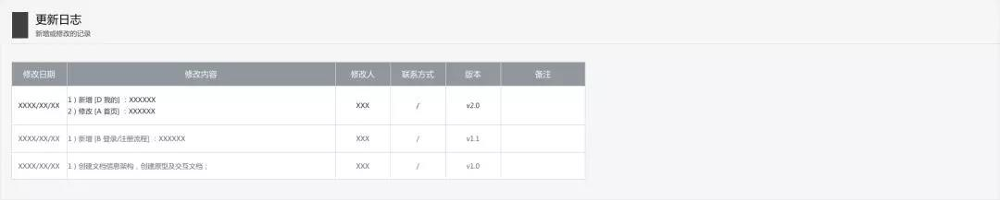 更新日志
新增或修改的记录
修改日期 修改内容 修改人 联系方式 版本 备注
XXXX/XX/XX 1）新增 [D 我的] ：XXXXXX
2）修改 [A 首页] ：XXXXXX XXX / v2.0
XXXX/XX/XX 1）新增 [B 登录/注册流程] ：XXXXXX XXX / v1.1
XXXX/XX/XX 1）创建文档信息架构，创建原型及交互文档； XXX / v1.0